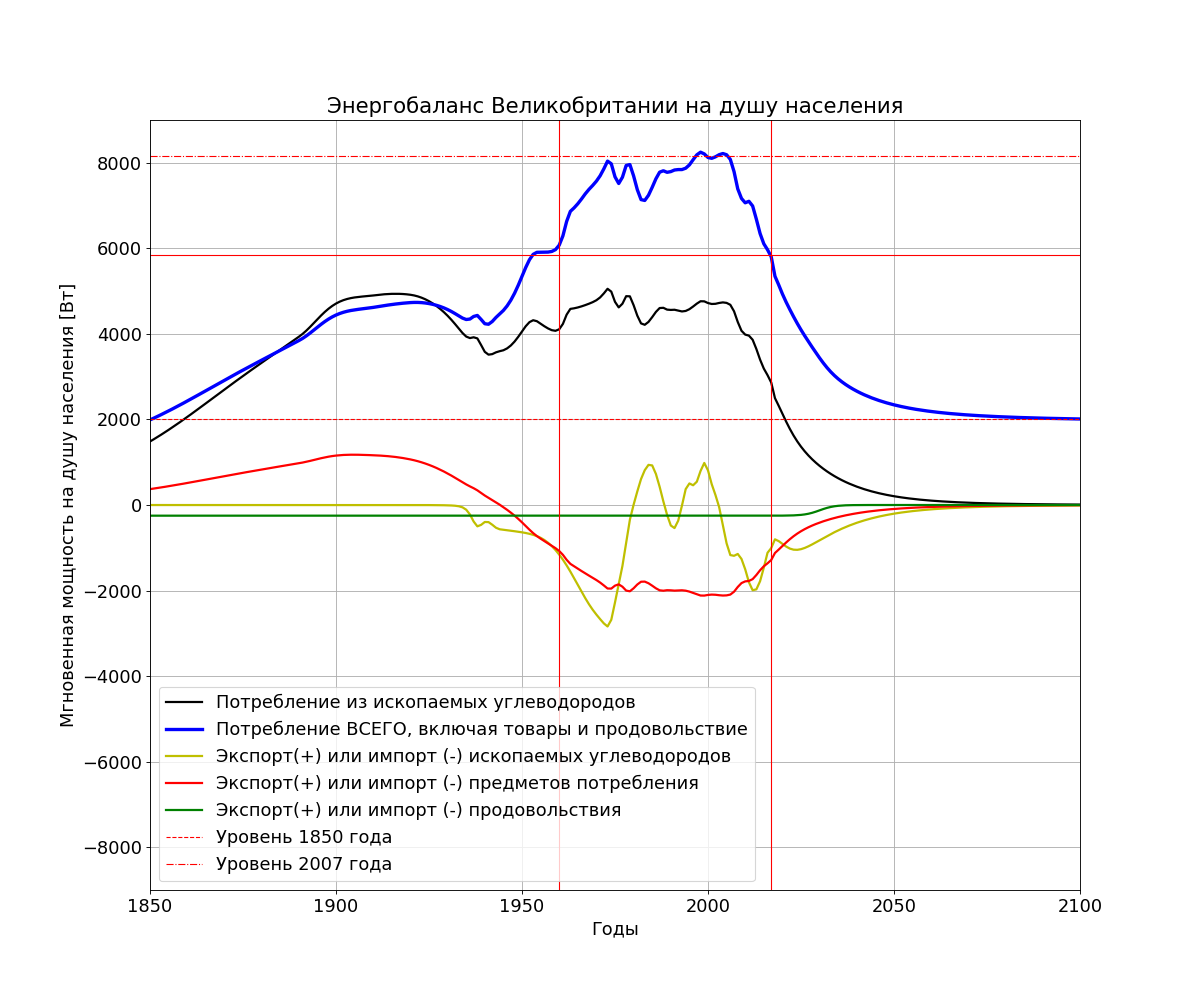 Энергобаланс Великобритании на душу населения
Мгновенная мощность на душу населения [Вт]
8000
6000
4000
2000
0
−2000
−4000
−6000
−8000
Потребление из ископаемых углеводородов
Потребление ВСЕГО, включая товары и продовольствие
Экспорт(+) или импорт (-) ископаемых углеводородов
Экспорт(+) или импорт (-) предметов потребления
Экспорт(+) или импорт (-) продовольствия
Уровень 1850 года
Уровень 2007 года
1850 1900 1950 2000 2050 2100
Годы